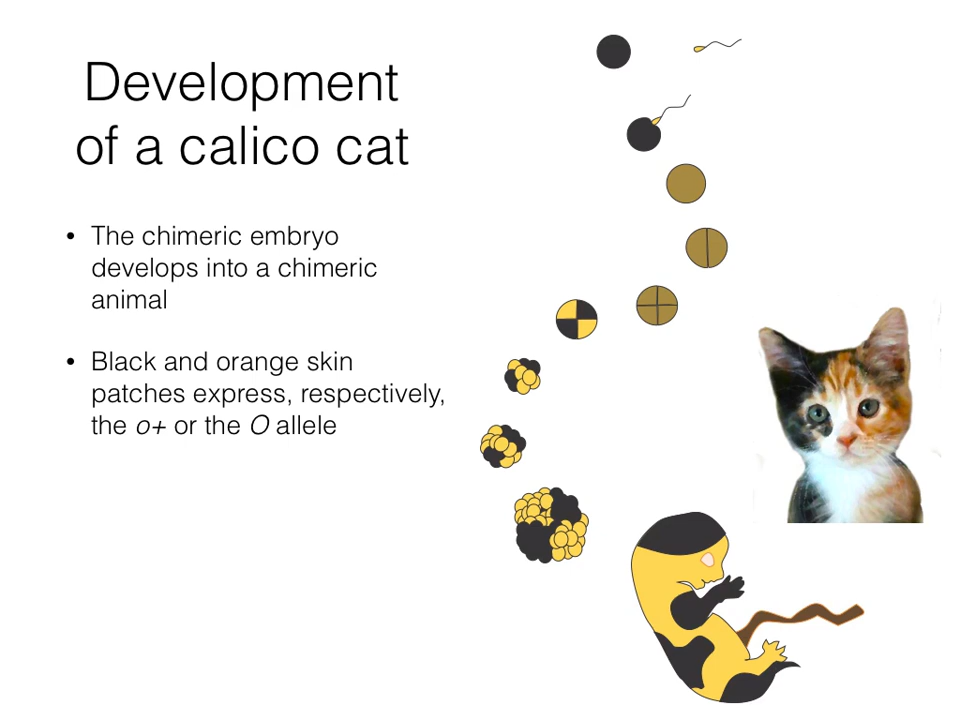 Development
of a calico cat
• The chimeric embryo
develops into a chimeric
animal
• Black and orange skin
patches express, respectively,
the o+ or the O allele